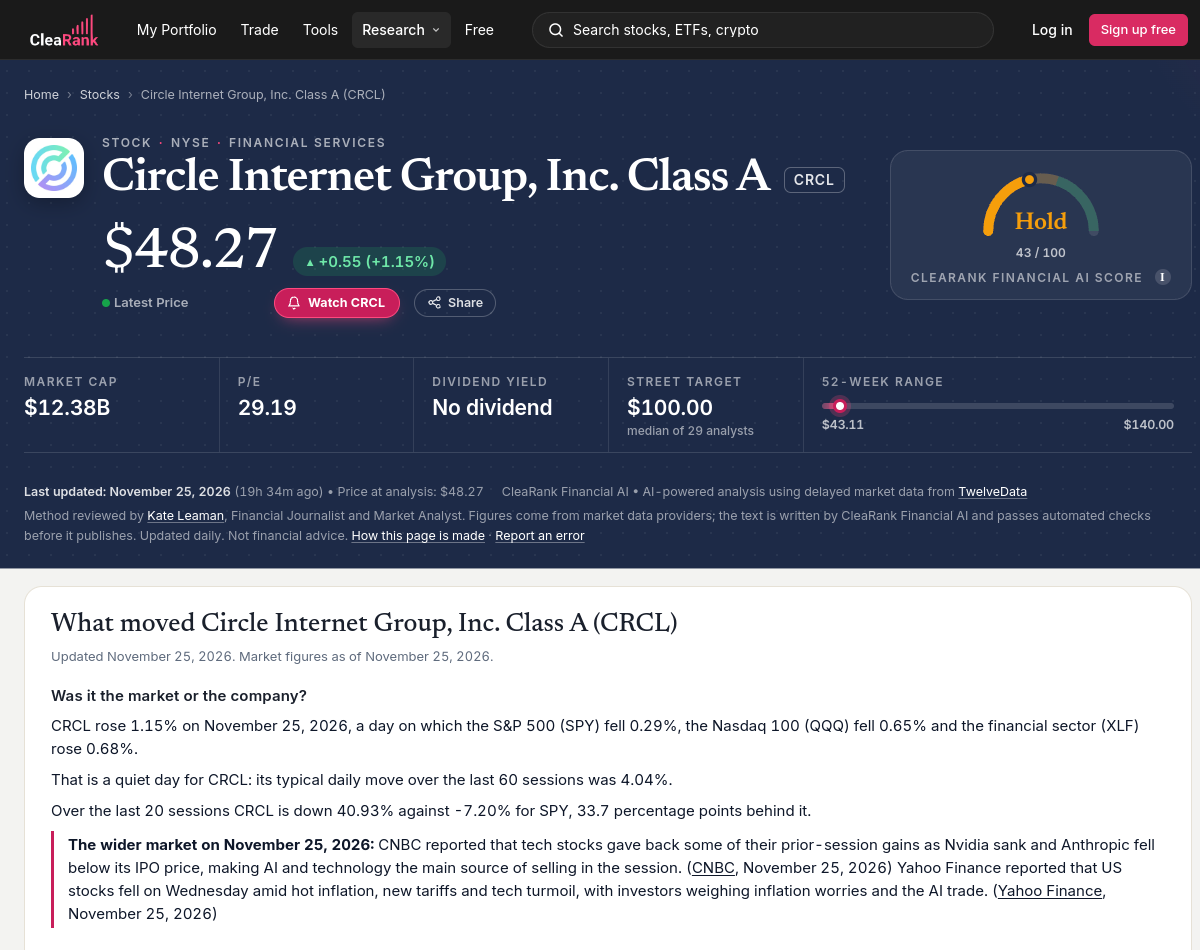 CleaRank
My Portfolio Trade Tools Research Free Search stocks, ETFs, crypto Log in Sign up free
Home › Stocks › Circle Internet Group, Inc. Class A (CRCL)
STOCK · NYSE · FINANCIAL SERVICES
Circle Internet Group, Inc. Class A CRCL
$48.27 ▲ +0.55 (+1.15%)
Latest Price Watch CRCL Share
Hold
43 / 100
CLEARANK FINANCIAL AI SCORE I
MARKET CAP
$12.38B
P/E
29.19
DIVIDEND YIELD
No dividend
STREET TARGET
$100.00
median of 29 analysts
52-WEEK RANGE
$43.11 $140.00
Last updated: November 25, 2026 (19h 34m ago) • Price at analysis: $48.27 CleaRank Financial AI • AI-powered analysis using delayed market data from TwelveData
Method reviewed by Kate Leaman, Financial Journalist and Market Analyst. Figures come from market data providers; the text is written by CleaRank Financial AI and passes automated checks
before it publishes. Updated daily. Not financial advice. How this page is made · Report an error
What moved Circle Internet Group, Inc. Class A (CRCL)
Updated November 25, 2026. Market figures as of November 25, 2026.
Was it the market or the company?
CRCL rose 1.15% on November 25, 2026, a day on which the S&P 500 (SPY) fell 0.29%, the Nasdaq 100 (QQQ) fell 0.65% and the financial sector (XLF)
rose 0.68%.
That is a quiet day for CRCL: its typical daily move over the last 60 sessions was 4.04%.
Over the last 20 sessions CRCL is down 40.93% against -7.20% for SPY, 33.7 percentage points behind it.
The wider market on November 25, 2026: CNBC reported that tech stocks gave back some of their prior-session gains as Nvidia sank and Anthropic fell
below its IPO price, making AI and technology the main source of selling in the session. (CNBC, November 25, 2026) Yahoo Finance reported that US
stocks fell on Wednesday amid hot inflation, new tariffs and tech turmoil, with investors weighing inflation worries and the AI trade. (Yahoo Finance,
November 25, 2026)